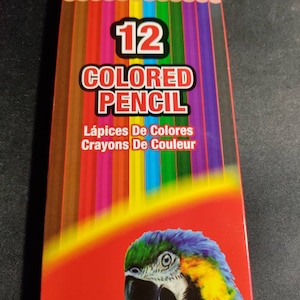 12
COLORED
PENCIL
Lápices De Colores
Crayons De Couleur